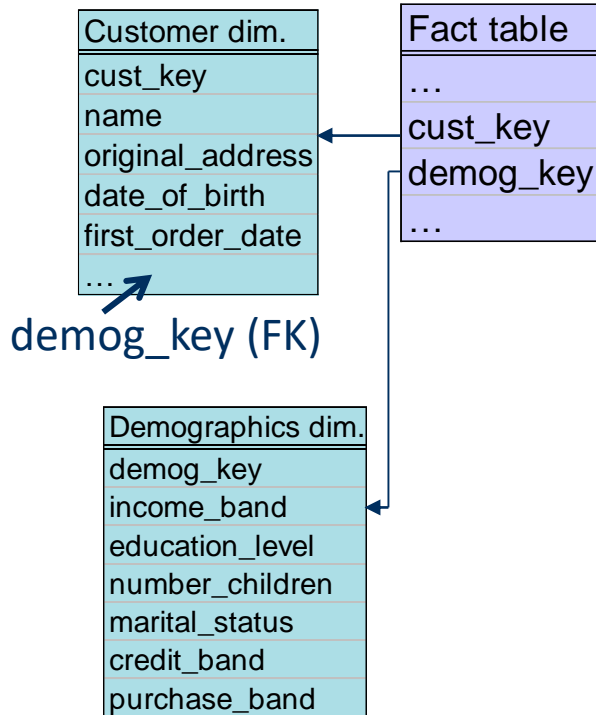 Customer dim.
cust_key
name
original_address
date_of_birth
first_order_date
…
demog_key (FK)
Fact table
…
cust_key
demog_key
…
Demographics dim.
demog_key
income_band
education_level
number_children
marital_status
credit_band
purchase_band